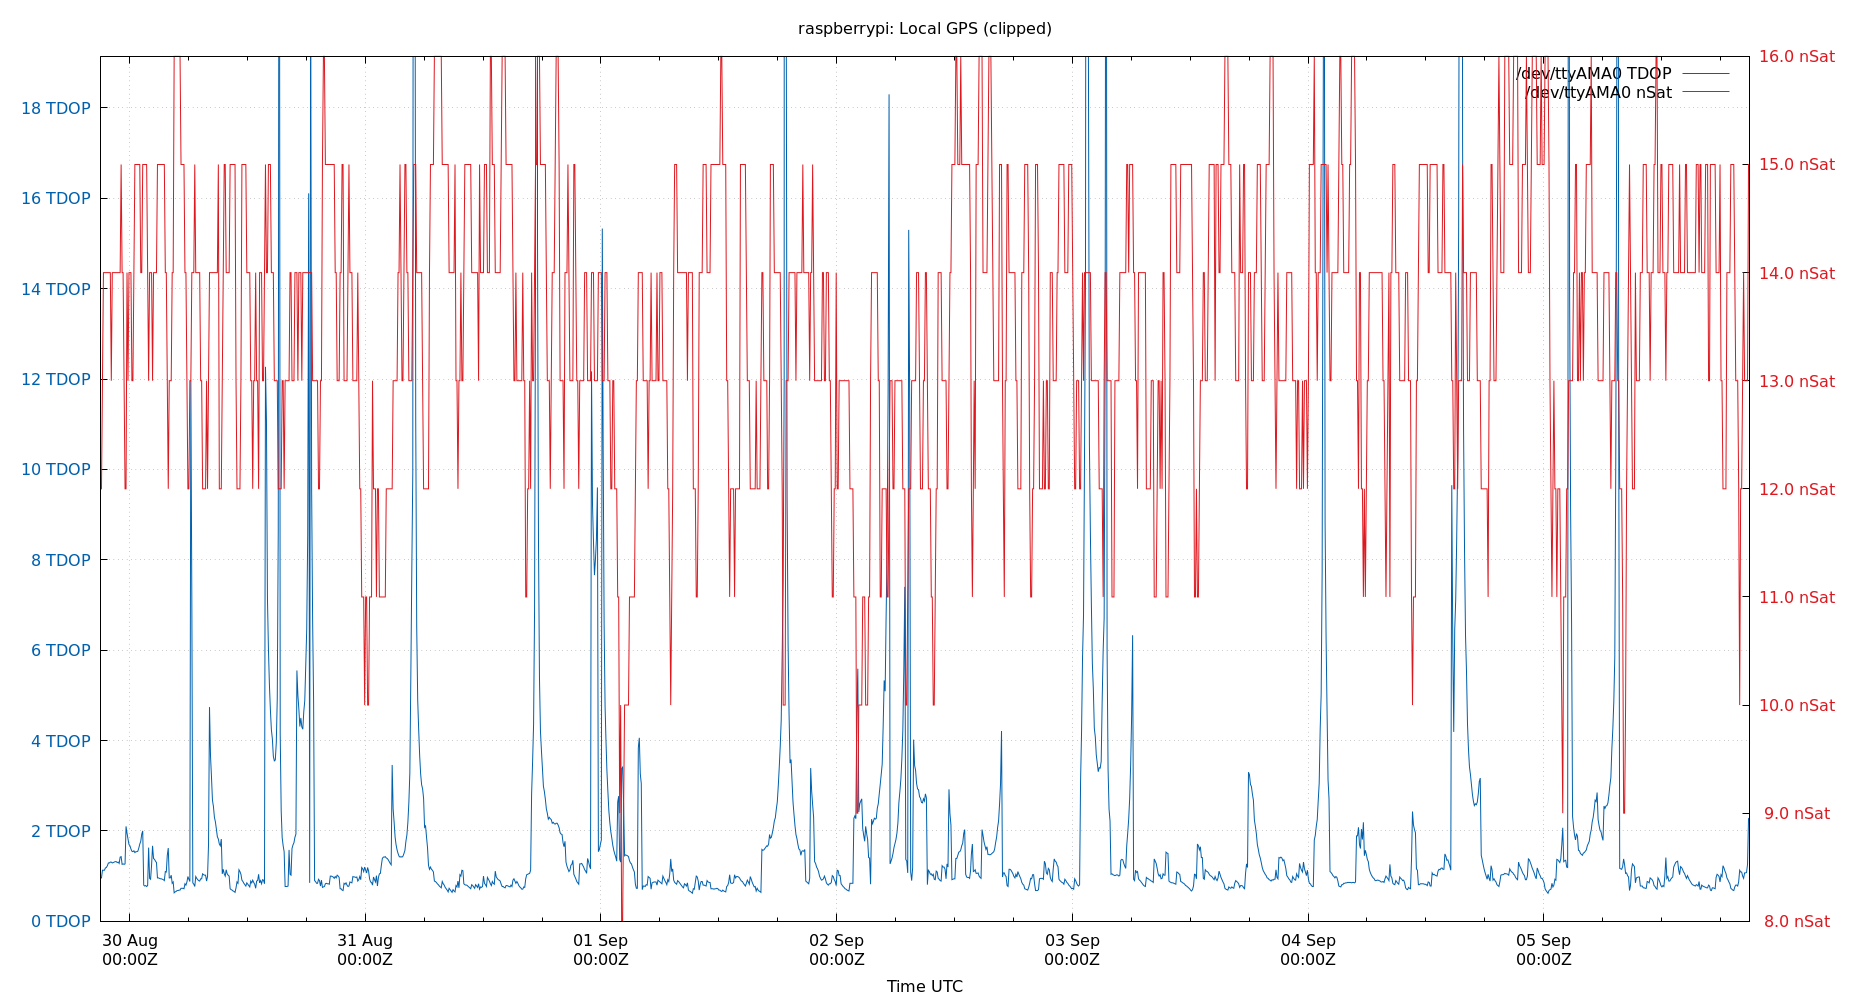 raspberrypi: Local GPS (clipped)
/dev/ttyAMA0 TDOP
/dev/ttyAMA0 nSat
18 TDOP
16 TDOP
14 TDOP
12 TDOP
10 TDOP
8 TDOP
6 TDOP
4 TDOP
2 TDOP
0 TDOP
16.0 nSat
15.0 nSat
14.0 nSat
13.0 nSat
12.0 nSat
11.0 nSat
10.0 nSat
9.0 nSat
8.0 nSat
30 Aug
00:00Z
31 Aug
00:00Z
01 Sep
00:00Z
02 Sep
00:00Z
03 Sep
00:00Z
04 Sep
00:00Z
05 Sep
00:00Z
Time UTC